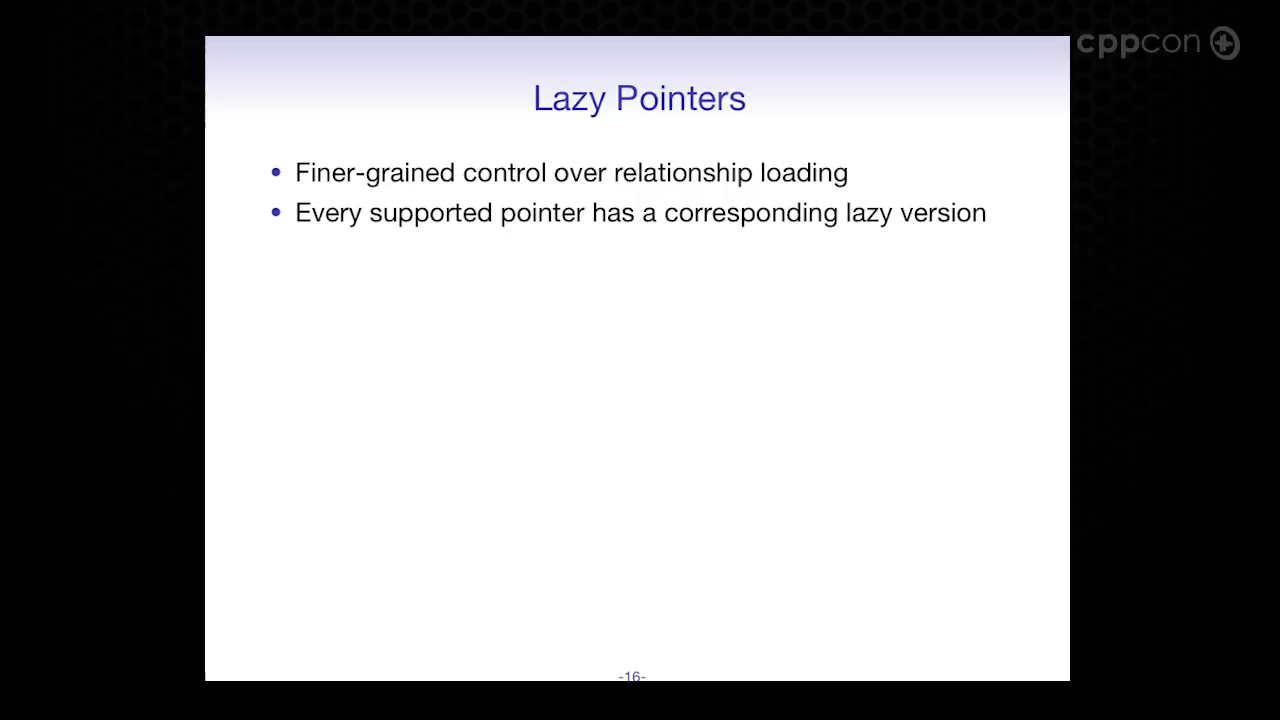 cppcon
Lazy Pointers
• Finer-grained control over relationship loading
• Every supported pointer has a corresponding lazy version
-16-